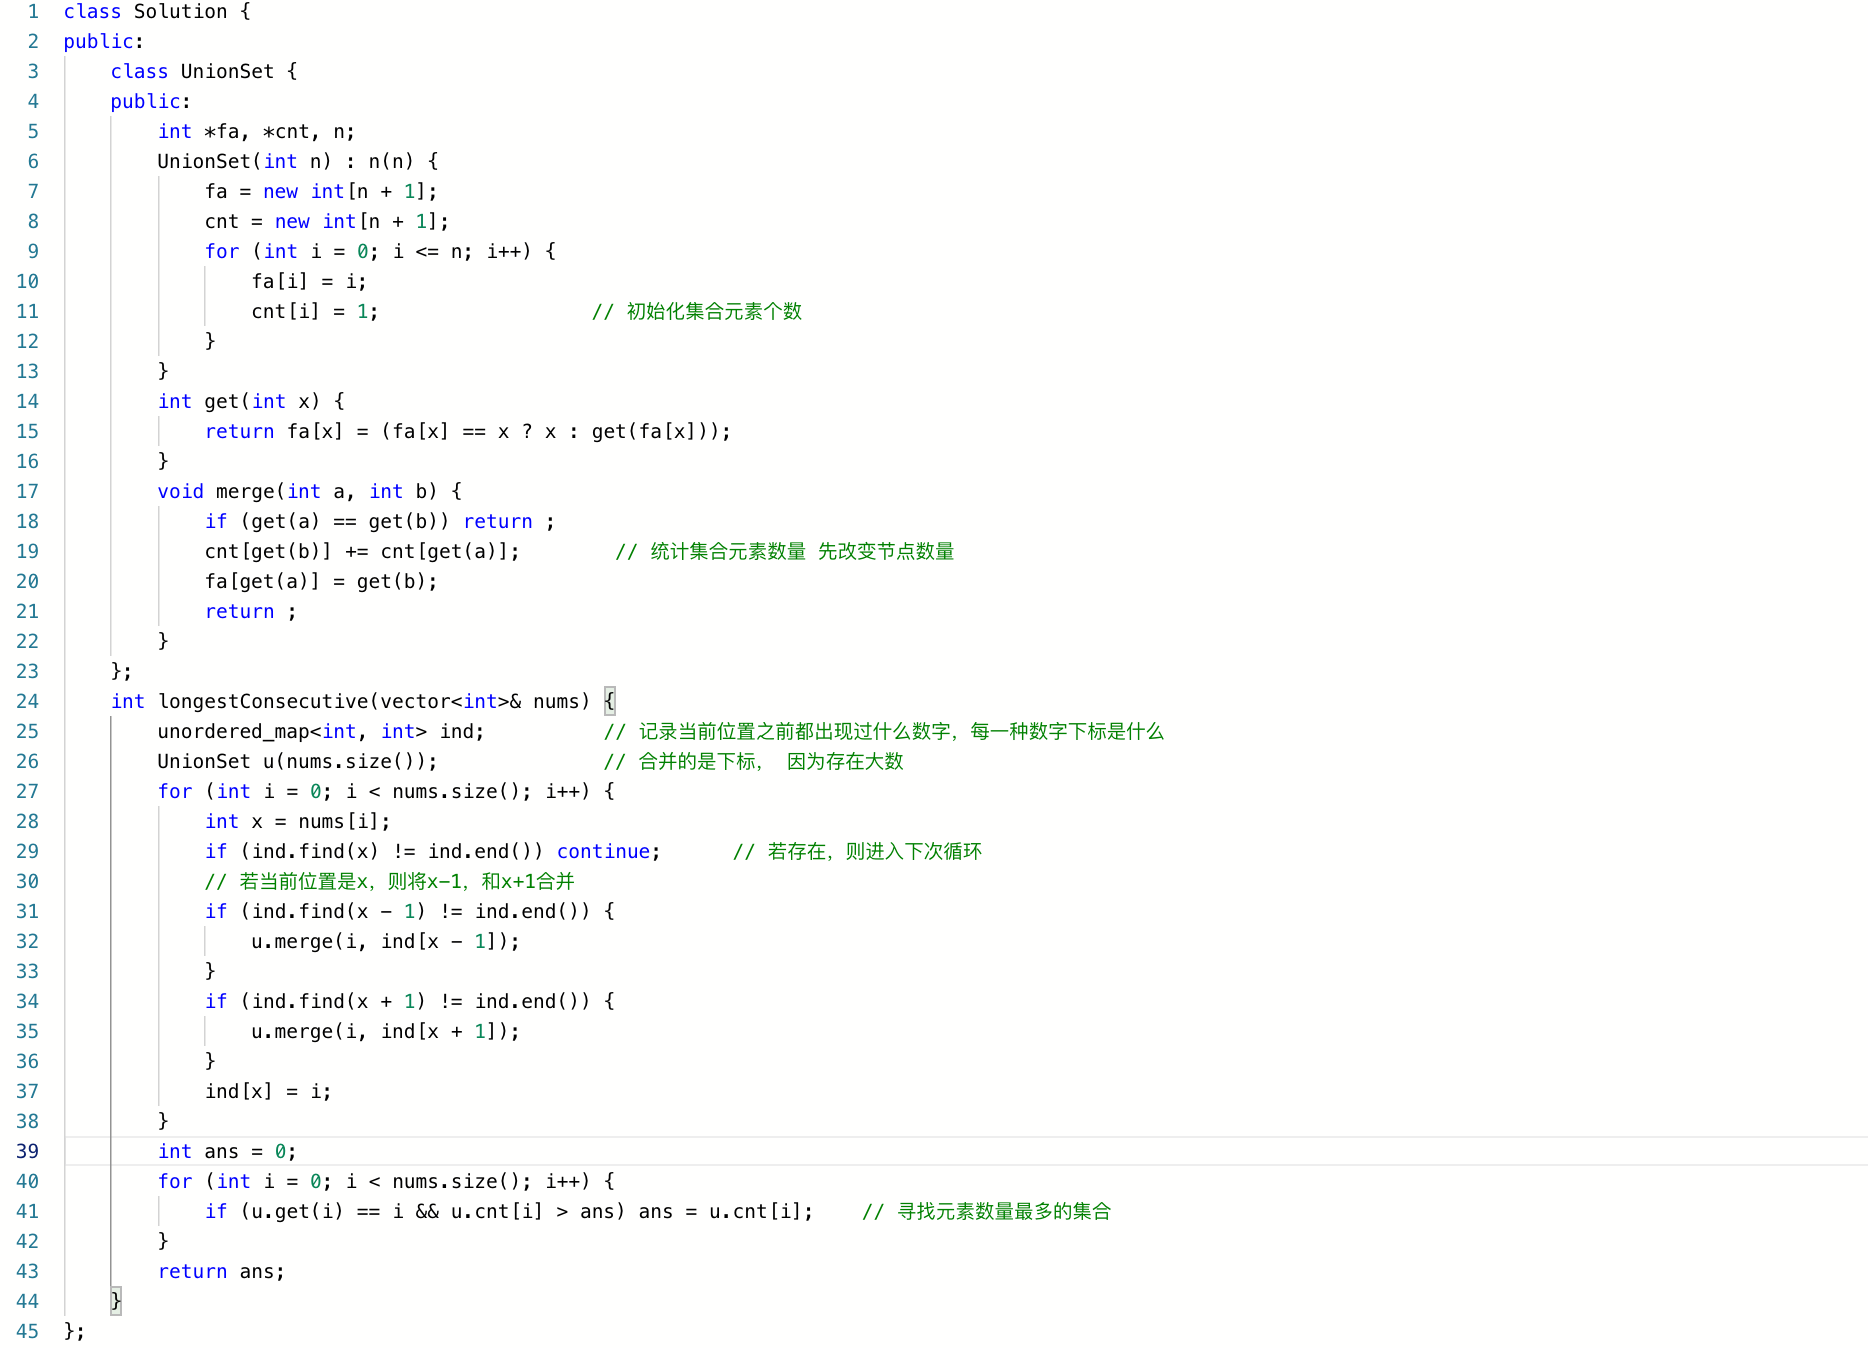 1 class Solution {
2 public:
3     class UnionSet {
4     public:
5         int *fa, *cnt, n;
6         UnionSet(int n) : n(n) {
7             fa = new int[n + 1];
8             cnt = new int[n + 1];
9             for (int i = 0; i <= n; i++) {
10                 fa[i] = i;
11                 cnt[i] = 1;                  // 初始化集合元素个数
12             }
13         }
14         int get(int x) {
15             return fa[x] = (fa[x] == x ? x : get(fa[x]));
16         }
17         void merge(int a, int b) {
18             if (get(a) == get(b)) return ;
19             cnt[get(b)] += cnt[get(a)];        // 统计集合元素数量 先改变节点数量
20             fa[get(a)] = get(b);
21             return ;
22         }
23     };
24     int longestConsecutive(vector<int>& nums) {
25         unordered_map<int, int> ind;          // 记录当前位置之前都出现过什么数字，每一种数字下标是什么
26         UnionSet u(nums.size());              // 合并的是下标， 因为存在大数
27         for (int i = 0; i < nums.size(); i++) {
28             int x = nums[i];
29             if (ind.find(x) != ind.end()) continue;      // 若存在，则进入下次循环
30             // 若当前位置是x，则将x-1，和x+1合并
31             if (ind.find(x - 1) != ind.end()) {
32                 u.merge(i, ind[x - 1]);
33             }
34             if (ind.find(x + 1) != ind.end()) {
35                 u.merge(i, ind[x + 1]);
36             }
37             ind[x] = i;
38         }
39         int ans = 0;
40         for (int i = 0; i < nums.size(); i++) {
41             if (u.get(i) == i && u.cnt[i] > ans) ans = u.cnt[i];    // 寻找元素数量最多的集合
42         }
43         return ans;
44     }
45 };